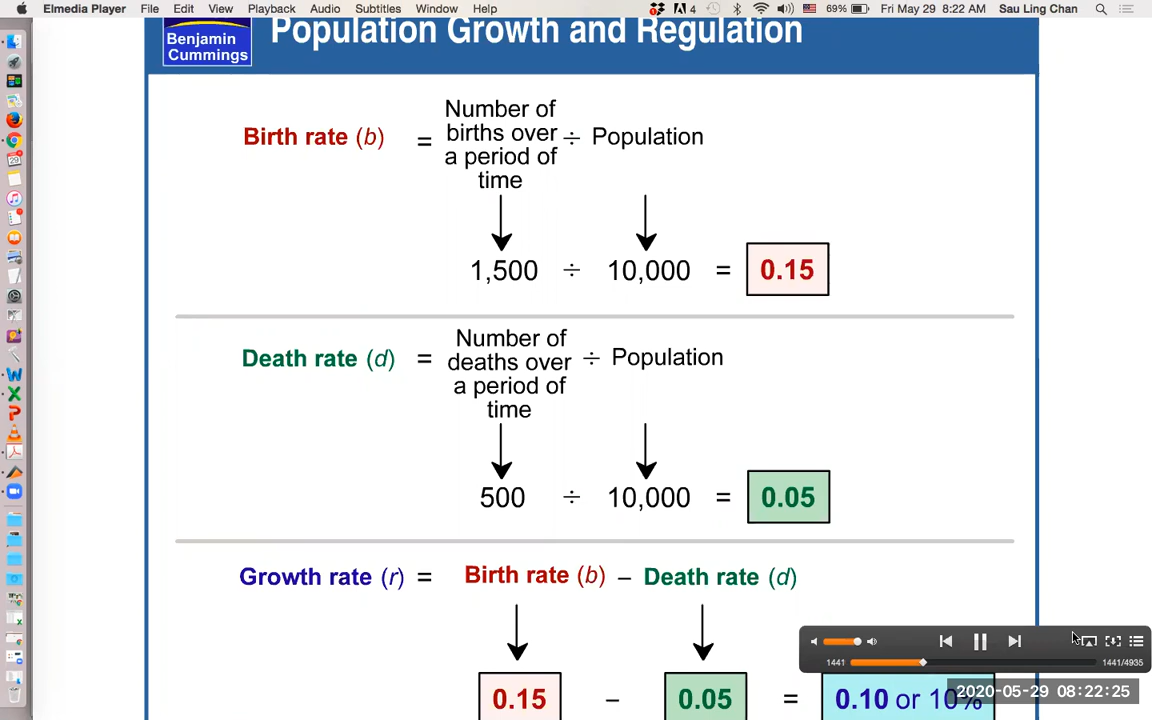 Elmedia Player File Edit View Playback Audio Subtitles Window Help 4 69% Fri May 29 8:22 AM Sau Ling Chan
Benjamin
Cummings
Population Growth and Regulation
Birth rate (b) = Number of
births over
a period of
time ÷ Population
1,500 ÷ 10,000 = 0.15
Death rate (d) = Number of
deaths over
a period of
time ÷ Population
500 ÷ 10,000 = 0.05
Growth rate (r) = Birth rate (b) – Death rate (d)
0.15 – 0.05 = 0.10 or 10%
1441 1441/4935
2020-05-29 08:22:25